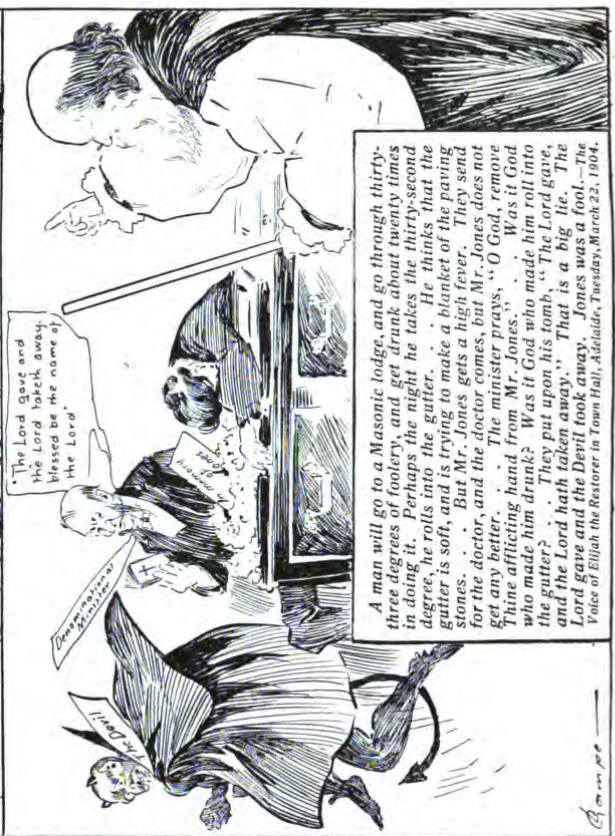 "The Lord gave and
the Lord taketh away.
blessed be the name of
the Lord"
Denominational
Minister
The Devil
A man will go to a Masonic lodge, and go through thirty-
three degrees of foolery, and get drunk about twenty times
in doing it. Perhaps the night he takes the thirty-second
degree, he rolls into the gutter. . . He thinks that the
gutter is soft, and is trying to make a blanket of the paving
stones. . . But Mr. Jones gets a high fever. They send
for the doctor, and the doctor comes, but Mr. Jones does not
get any better. . . The minister prays, "O God, remove
Thine afflicting hand from Mr. Jones." . . Was it God
who made him drunk? Was it God who made him roll into
the gutter? . . They put upon his tomb, "The Lord gave,
and the Lord hath taken away." That is a big lie. The
Lord gave and the Devil took away. Jones was a fool.—The
Voice of Elijah the Restorer in Town Hall, Adelaide, Tuesday, March 22, 1904.